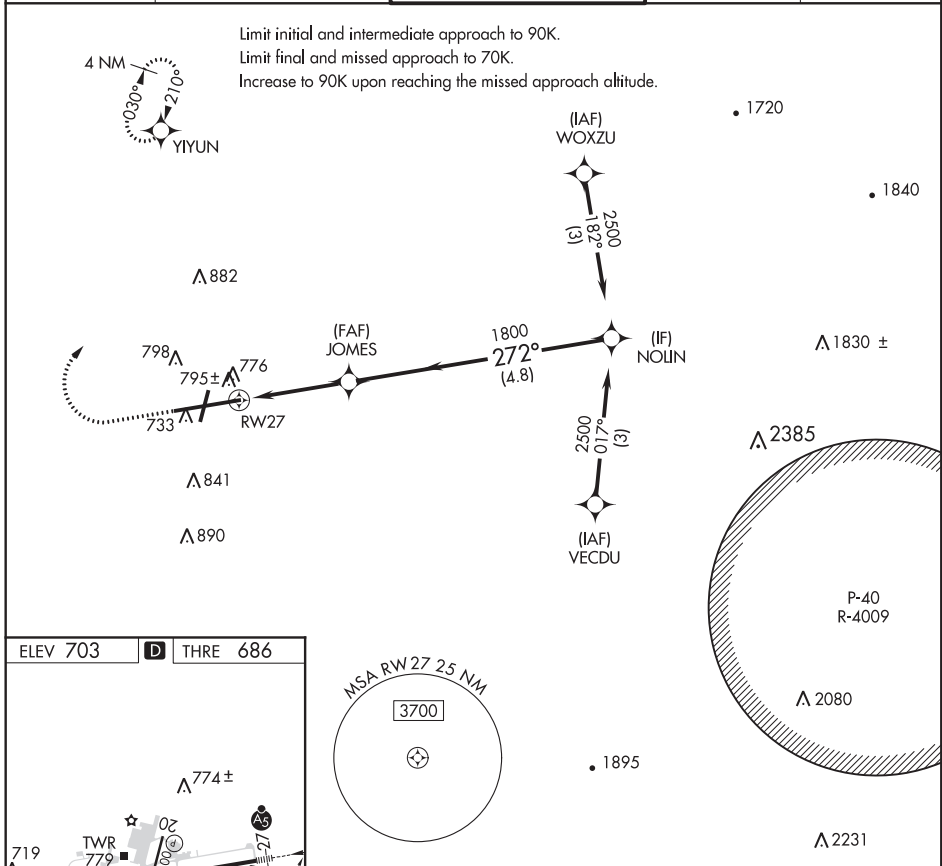 Limit initial and intermediate approach to 90K.
Limit final and missed approach to 70K.
Increase to 90K upon reaching the missed approach altitude.
4 NM
030°
210°
YIYUN
(IAF)
WOXZU
1720
1840
2500
182°
(3)
882
(FAF)
JOMES
1800
272°
(4.8)
(IF)
NOLIN
1830 ±
798
776
795±
733
RW27
2500
017°
(3)
2385
841
890
(IAF)
VECDU
P-40
R-4009
ELEV 703
D
THRE 686
MSA RW27 25 NM
3700
2080
1895
774±
20
A5
27
TWR
779
719
2231